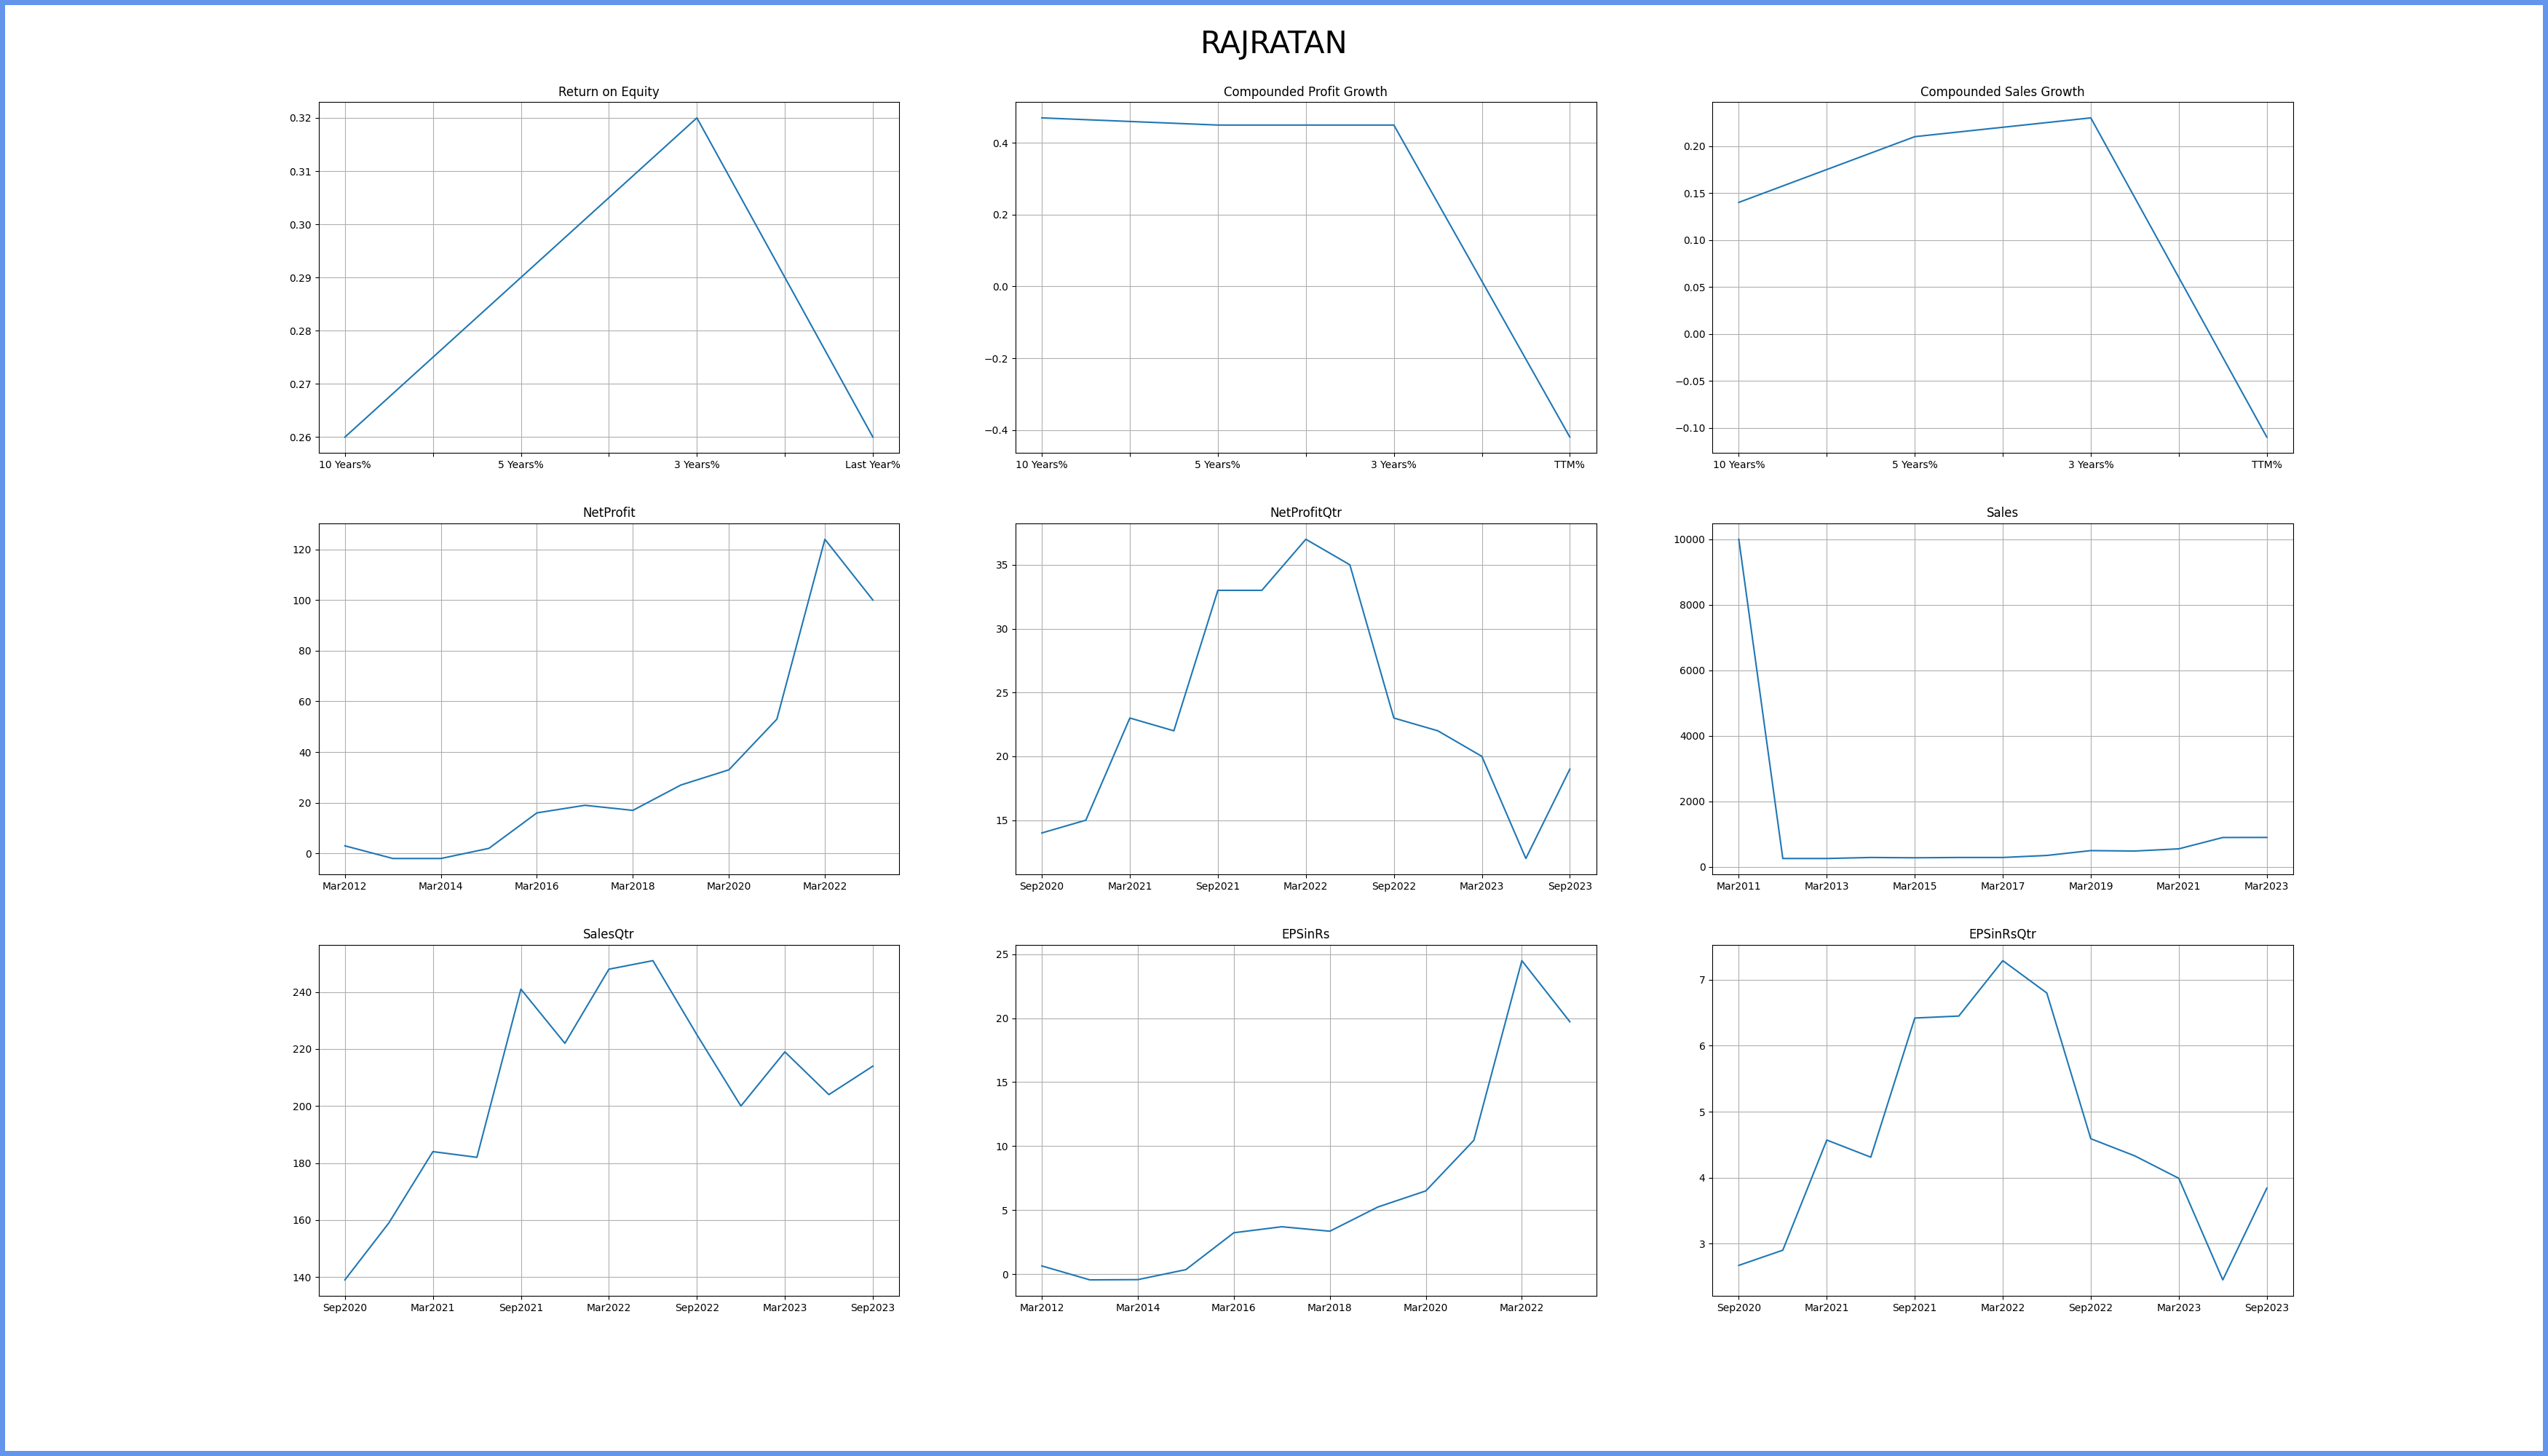 RAJRATAN
Return on Equity
0.32
0.31
0.30
0.29
0.28
0.27
0.26
10 Years% 5 Years% 3 Years% Last Year%
Compounded Profit Growth
0.4
0.2
0.0
−0.2
−0.4
10 Years% 5 Years% 3 Years% TTM%
Compounded Sales Growth
0.20
0.15
0.10
0.05
0.00
−0.05
−0.10
10 Years% 5 Years% 3 Years% TTM%
NetProfit
120
100
80
60
40
20
0
Mar2012 Mar2014 Mar2016 Mar2018 Mar2020 Mar2022
NetProfitQtr
35
30
25
20
15
Sep2020 Mar2021 Sep2021 Mar2022 Sep2022 Mar2023 Sep2023
Sales
10000
8000
6000
4000
2000
0
Mar2011 Mar2013 Mar2015 Mar2017 Mar2019 Mar2021 Mar2023
SalesQtr
240
220
200
180
160
140
Sep2020 Mar2021 Sep2021 Mar2022 Sep2022 Mar2023 Sep2023
EPSinRs
25
20
15
10
5
0
Mar2012 Mar2014 Mar2016 Mar2018 Mar2020 Mar2022
EPSinRsQtr
7
6
5
4
3
Sep2020 Mar2021 Sep2021 Mar2022 Sep2022 Mar2023 Sep2023